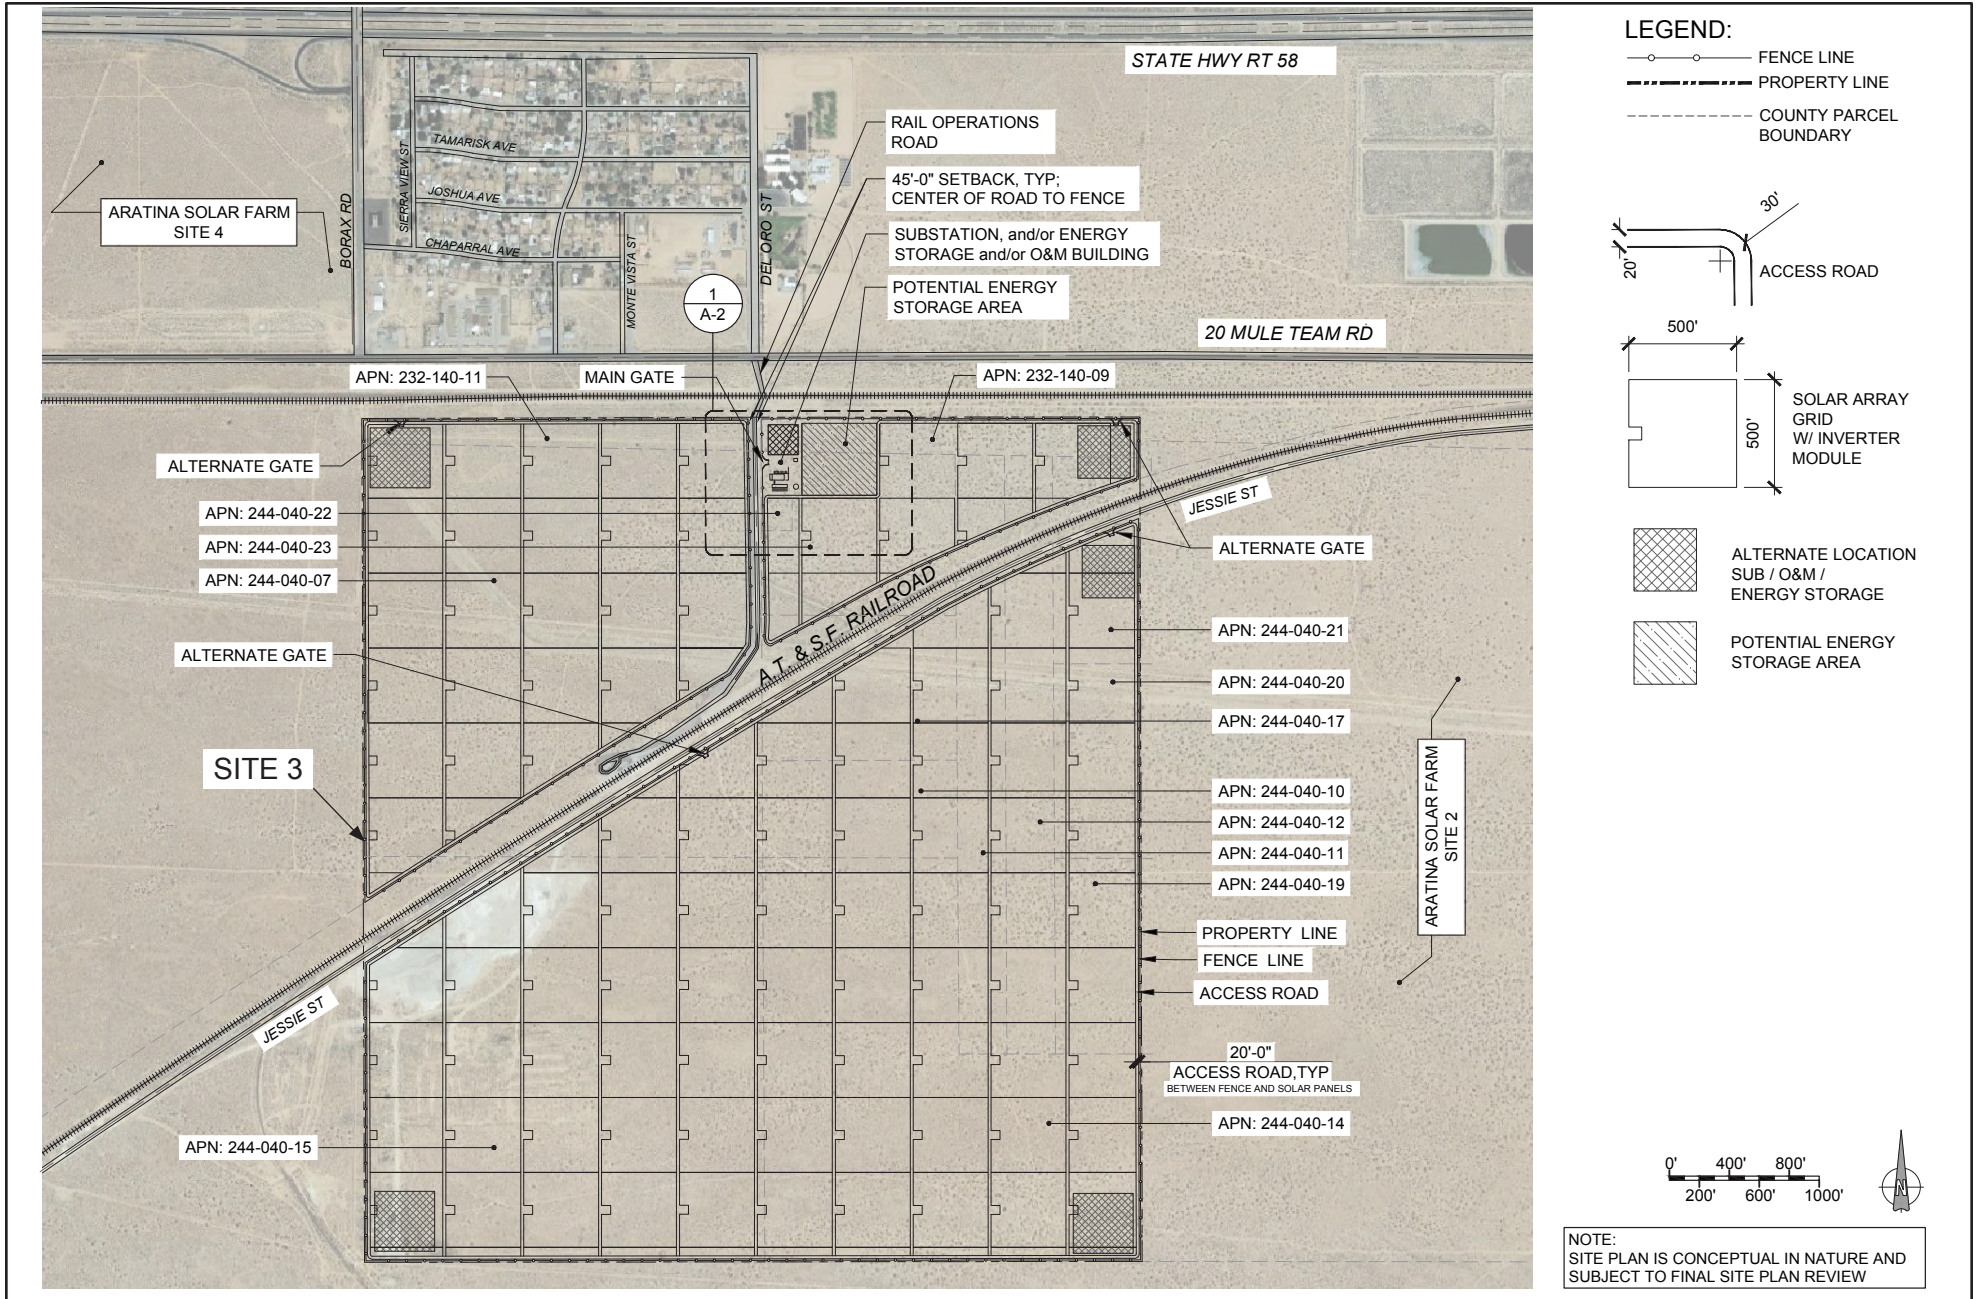 STATE HWY RT 58
RAIL OPERATIONS
ROAD
45'-0" SETBACK, TYP;
CENTER OF ROAD TO FENCE
SUBSTATION, and/or ENERGY
STORAGE and/or O&M BUILDING
POTENTIAL ENERGY
STORAGE AREA
TAMARISK AVE
JOSHUA AVE
CHAPARRAL AVE
SIERRA VIEW ST
BORAX RD
MONTE VISTA ST
DEL ORO ST
ARATINA SOLAR FARM
SITE 4
1
A-2
20 MULE TEAM RD
APN: 232-140-11
MAIN GATE
APN: 232-140-09
ALTERNATE GATE
APN: 244-040-22
APN: 244-040-23
APN: 244-040-07
ALTERNATE GATE
SITE 3
JESSIE ST
A.T. & S.F. RAILROAD
JESSIE ST
ALTERNATE GATE
APN: 244-040-21
APN: 244-040-20
APN: 244-040-17
APN: 244-040-10
APN: 244-040-12
APN: 244-040-11
APN: 244-040-19
ARATINA SOLAR FARM
SITE 2
PROPERTY LINE
FENCE LINE
ACCESS ROAD
20'-0"
ACCESS ROAD,TYP
BETWEEN FENCE AND SOLAR PANELS
APN: 244-040-14
APN: 244-040-15
LEGEND:
FENCE LINE
PROPERTY LINE
COUNTY PARCEL
BOUNDARY
30'
20'
ACCESS ROAD
500'
500'
SOLAR ARRAY
GRID
W/ INVERTER
MODULE
ALTERNATE LOCATION
SUB / O&M /
ENERGY STORAGE
POTENTIAL ENERGY
STORAGE AREA
0' 400' 800'
200' 600' 1000'
N
NOTE:
SITE PLAN IS CONCEPTUAL IN NATURE AND
SUBJECT TO FINAL SITE PLAN REVIEW